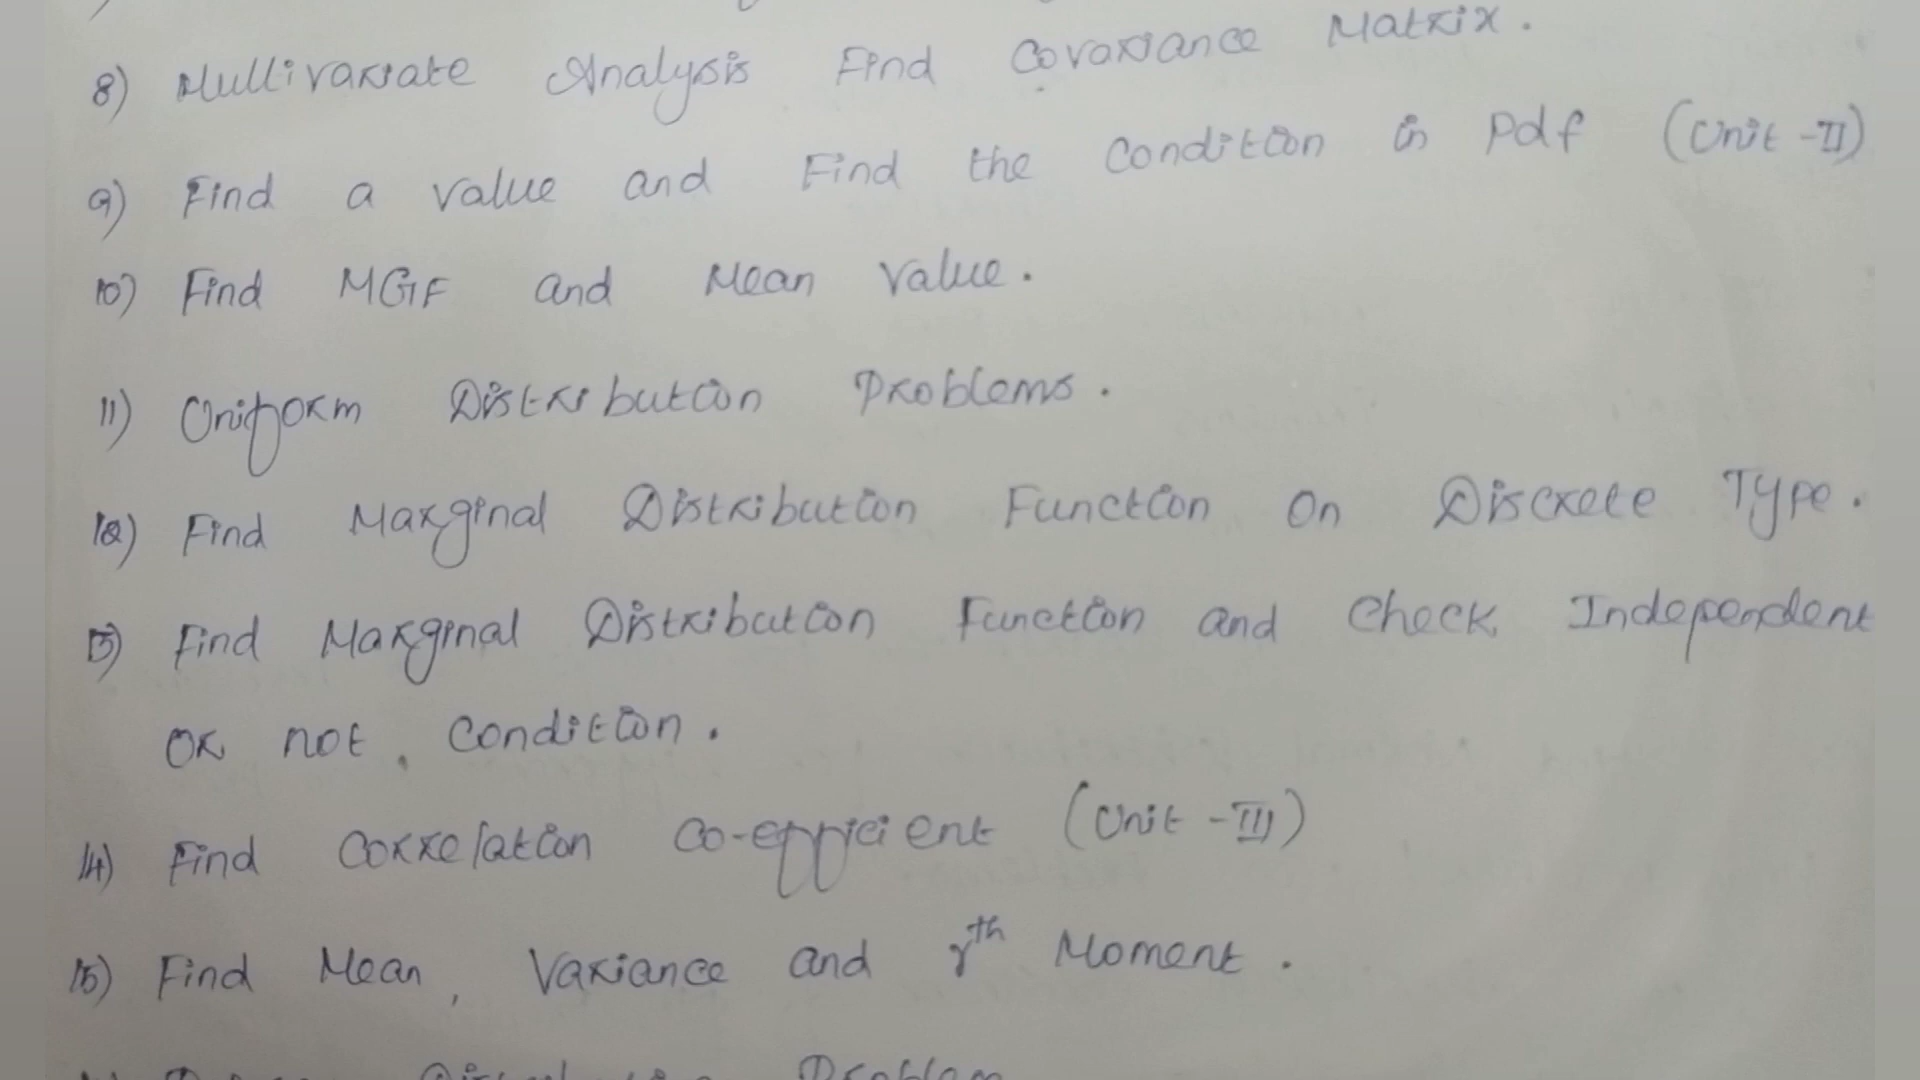 8) Multivariate Analysis Find Covariance Matrix.
9) Find a value and Find the Condition in Pdf (Unit -II)
10) Find MGF and Mean Value.
11) Uniform Distribution Problems.
12) Find Marginal Distribution Function On Discrete Type.
13) Find Marginal Distribution Function and Check Independent
OR not, Condition.
14) Find Correlation Co-efficient (Unit -III)
15) Find Mean, Variance and rth Moment.
Problem